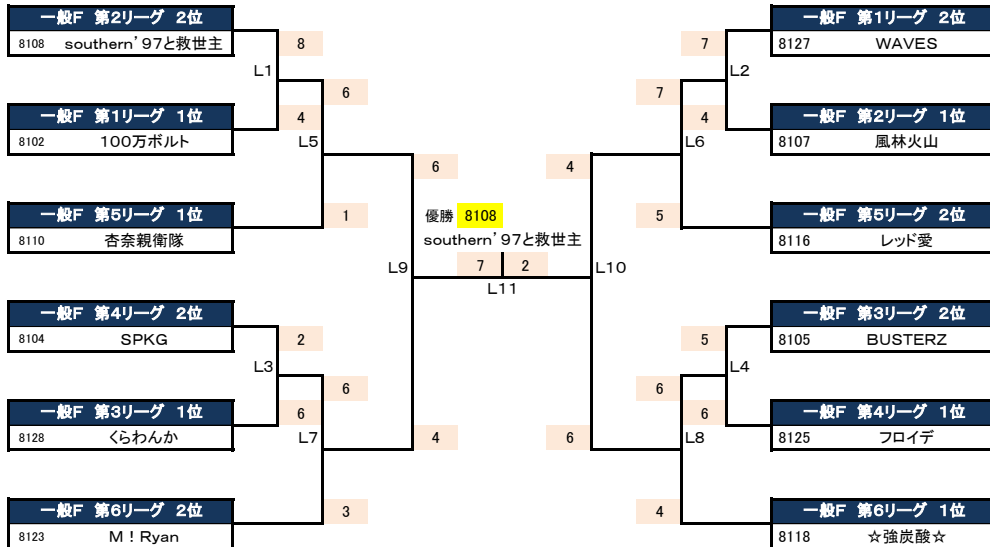 一般F 第2リーグ 2位
8108 southern’97と救世主
8
L1
6
一般F 第1リーグ 1位
8102 100万ボルト
4
L5
6
一般F 第5リーグ 1位
8110 杏奈親衛隊
1
L9
一般F 第4リーグ 2位
8104 SPKG
2
L3
6
一般F 第3リーグ 1位
8128 くらわんか
6
L7
4
一般F 第6リーグ 2位
8123 M!Ryan
3
優勝 8108
southern’97と救世主
7 2
L11
一般F 第1リーグ 2位
8127 WAVES
7
L2
7
一般F 第2リーグ 1位
8107 風林火山
4
L6
4
一般F 第5リーグ 2位
8116 レッド愛
5
L10
一般F 第3リーグ 2位
8105 BUSTERZ
5
L4
6
一般F 第4リーグ 1位
8125 フロイデ
6
L8
6
一般F 第6リーグ 1位
8118 ☆強炭酸☆
4